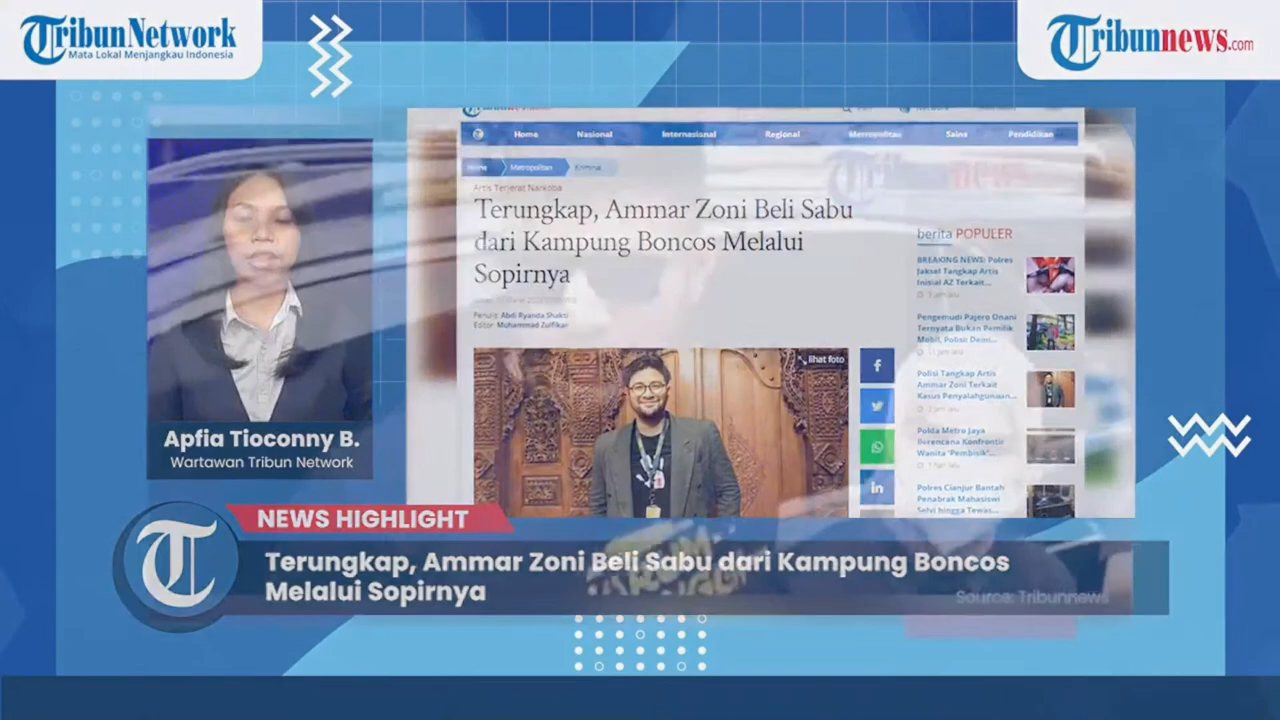 Tribun Network
Mata Lokal Menjangkau Indonesia
Tribunnews.com
Home Nasional Internasional Regional Metropolitan Sains Pendidikan
Home Metropolitan Kriminal
Artis Terjerat Narkoba
Terungkap, Ammar Zoni Beli Sabu
dari Kampung Boncos Melalui
Sopirnya
Penulis: Abdi Ryanda Shakti
Editor: Muhammad Zulfikar
lihat foto
berita POPULER
BREAKING NEWS: Polres
Jaksel Tangkap Artis
Inisial AZ Terkait...
Pengemudi Pajero Onani
Ternyata Bukan Pemilik
Mobil, Polisi: Demi...
11 jam lalu
Polisi Tangkap Artis
Ammar Zoni Terkait
Kasus Penyalahgunaan...
Polda Metro Jaya
Berencana Konfrontir
Wanita 'Pembisik'...
Polres Cianjur Bantah
Penabrak Mahasiswi
Selvi hingga Tewas...
Apfia Tioconny B.
Wartawan Tribun Network
NEWS HIGHLIGHT
Terungkap, Ammar Zoni Beli Sabu dari Kampung Boncos
Melalui Sopirnya
Source: Tribunnews